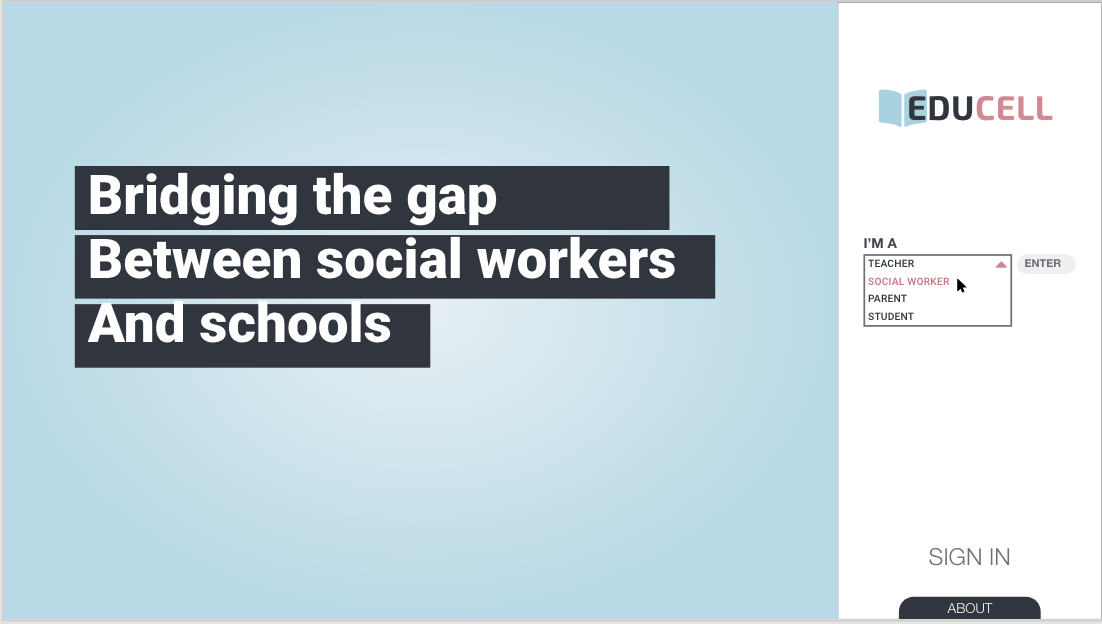 Bridging the gap
Between social workers
And schools
EDUCELL
I'M A
TEACHER
ENTER
SOCIAL WORKER
PARENT
STUDENT
SIGN IN
ABOUT